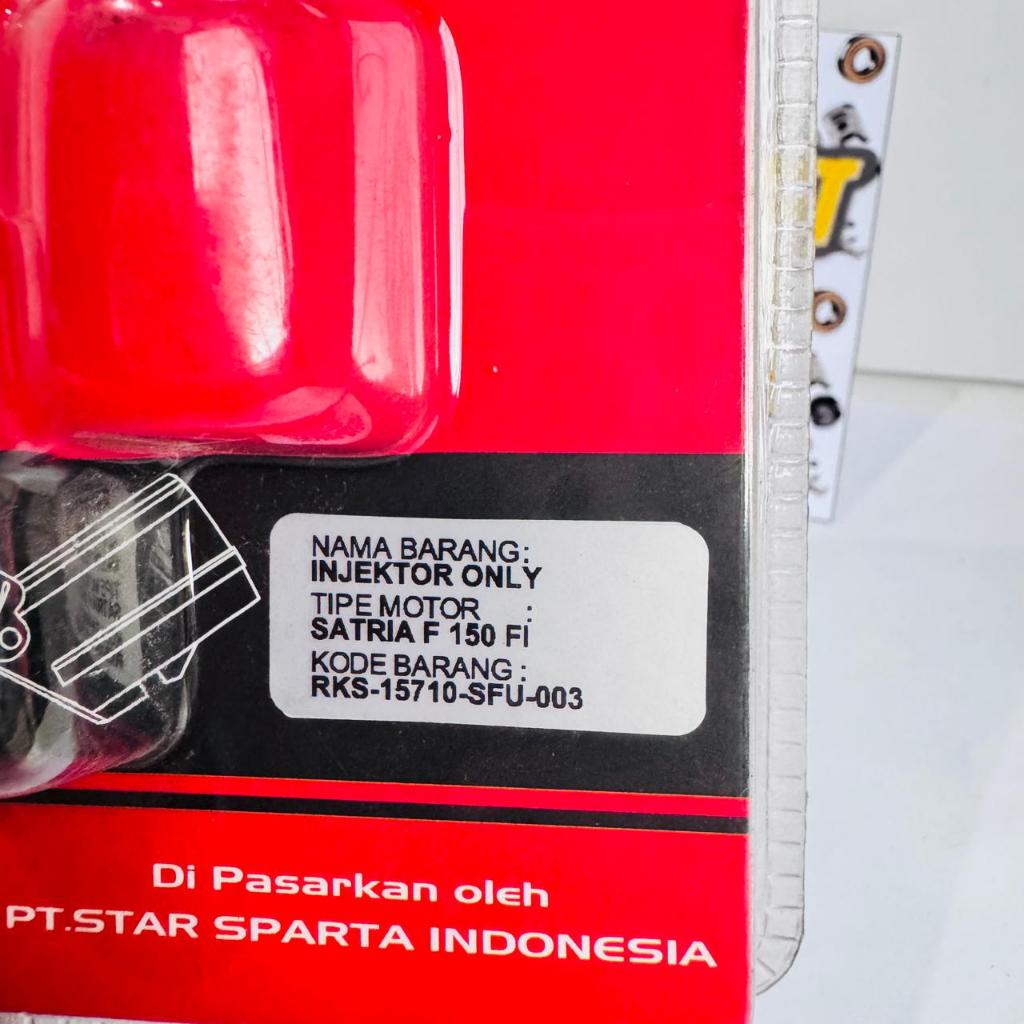 T
NAMA BARANG:
INJEKTOR ONLY
TIPE MOTOR :
SATRIA F 150 FI
KODE BARANG :
RKS-15710-SFU-003
Di Pasarkan oleh
PT.STAR SPARTA INDONESIA